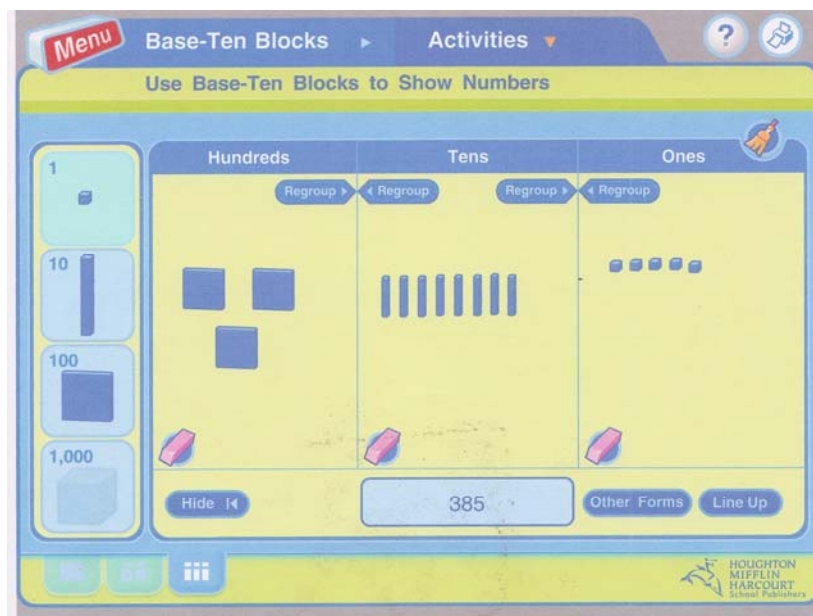 Menu
Base-Ten Blocks
Activities
?
Use Base-Ten Blocks to Show Numbers
1
10
100
1,000
Hundreds
Tens
Ones
Regroup
Regroup
Regroup
Regroup
Hide
385
Other Forms
Line Up
HOUGHTON
MIFFLIN
HARCOURT
School Publishers